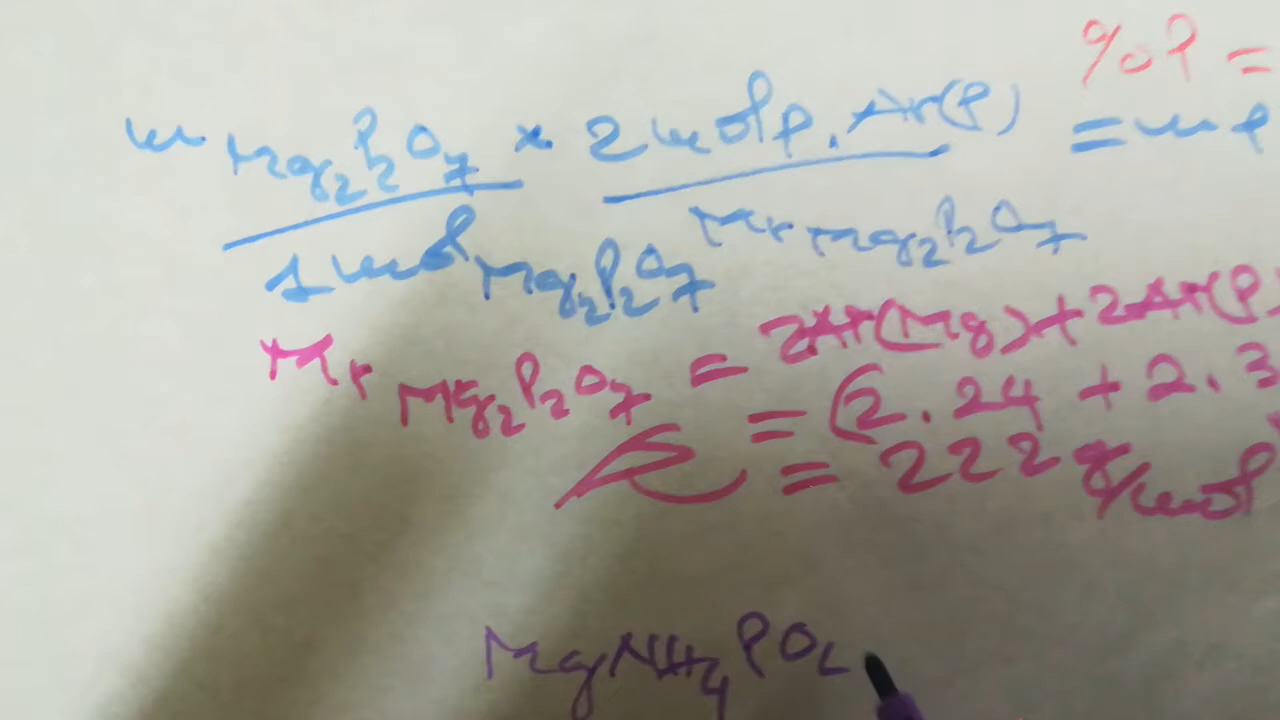 %P =
m Mg₂P₂O₇ × 2 mol P . Ar(P) = m P
1 mol Mg₂P₂O₇ Mr Mg₂P₂O₇
Mr Mg₂P₂O₇ = 2Ar(Mg) + 2Ar(P)
= (2.24 + 2.3
= 222 g/mol
MgNH₄PO